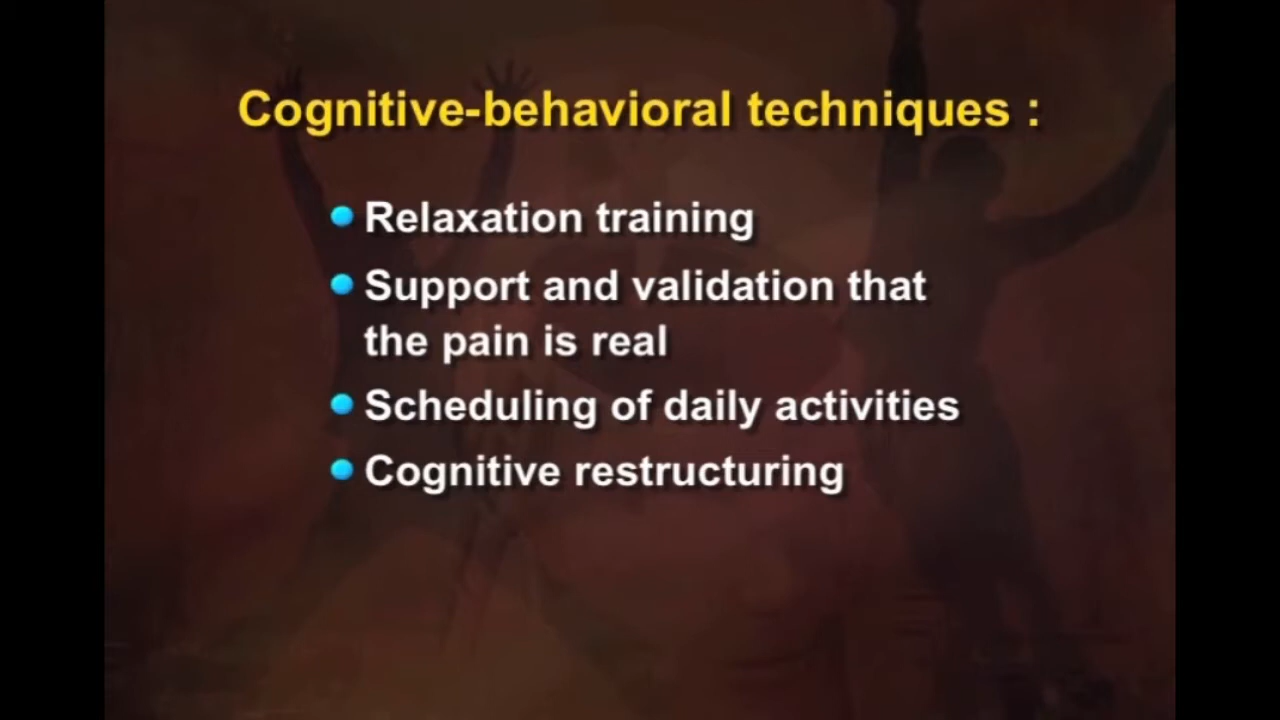 Cognitive-behavioral techniques :
Relaxation training
Support and validation that
the pain is real
Scheduling of daily activities
Cognitive restructuring